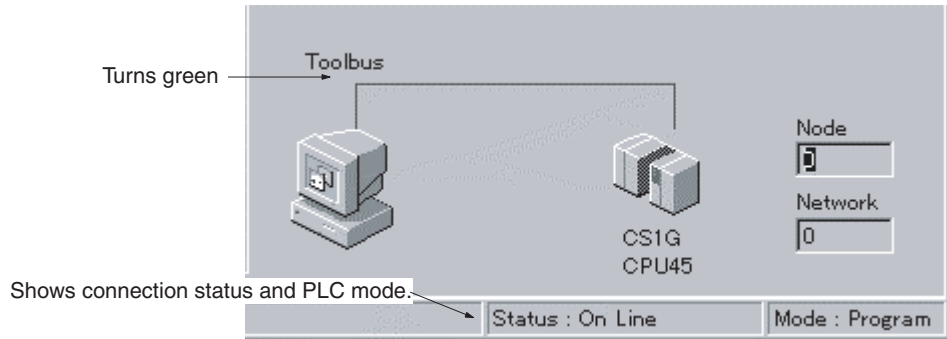 Toolbus
Turns green
Node
0
Network
0
CS1G
CPU45
Shows connection status and PLC mode.
Status : On Line
Mode : Program